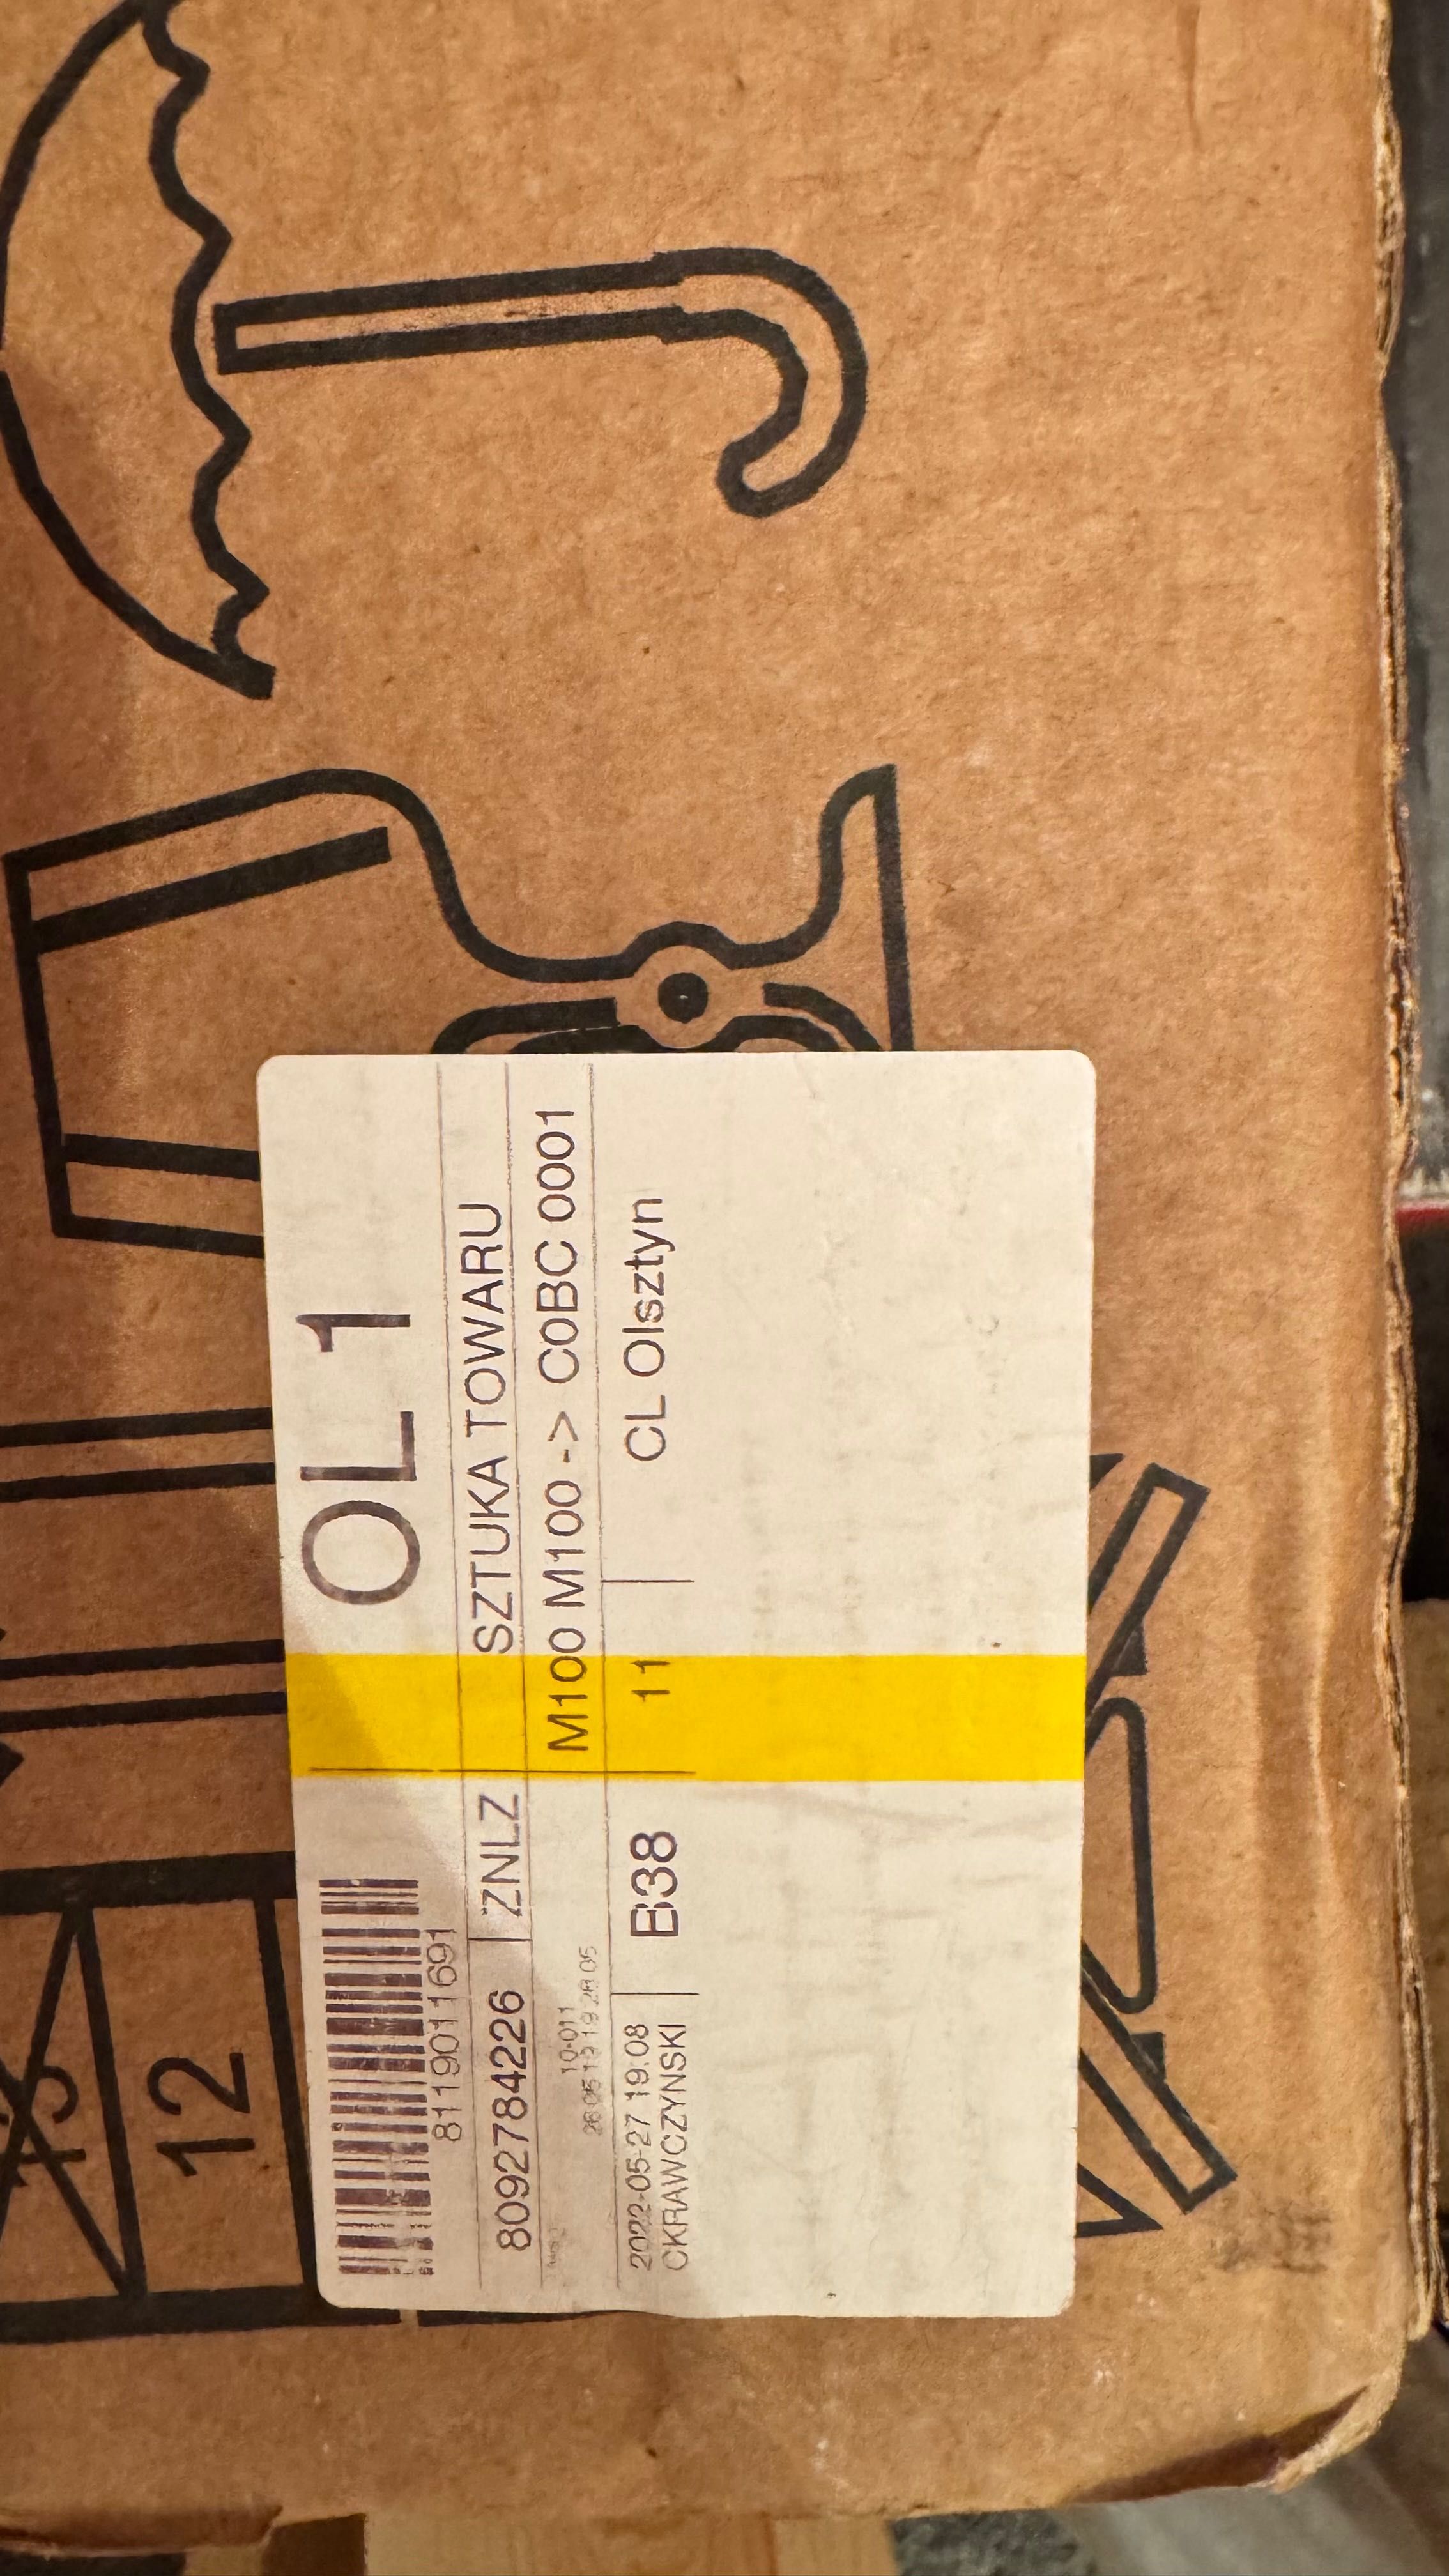 OL 1
8119011691
8092784226 ZNLZ SZTUKA TOWARU
10-011 M100 M100 -> C0BC 0001
2022-05-27 19:08 B38 11 CL Olsztyn
CKRAWCZYNSKI
12